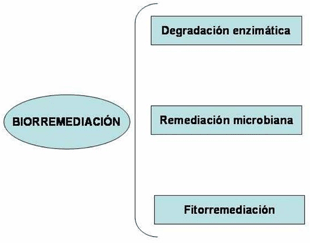 Degradación enzimática
BIORREMEDIACIÓN
Remediación microbiana
Fitorremediación